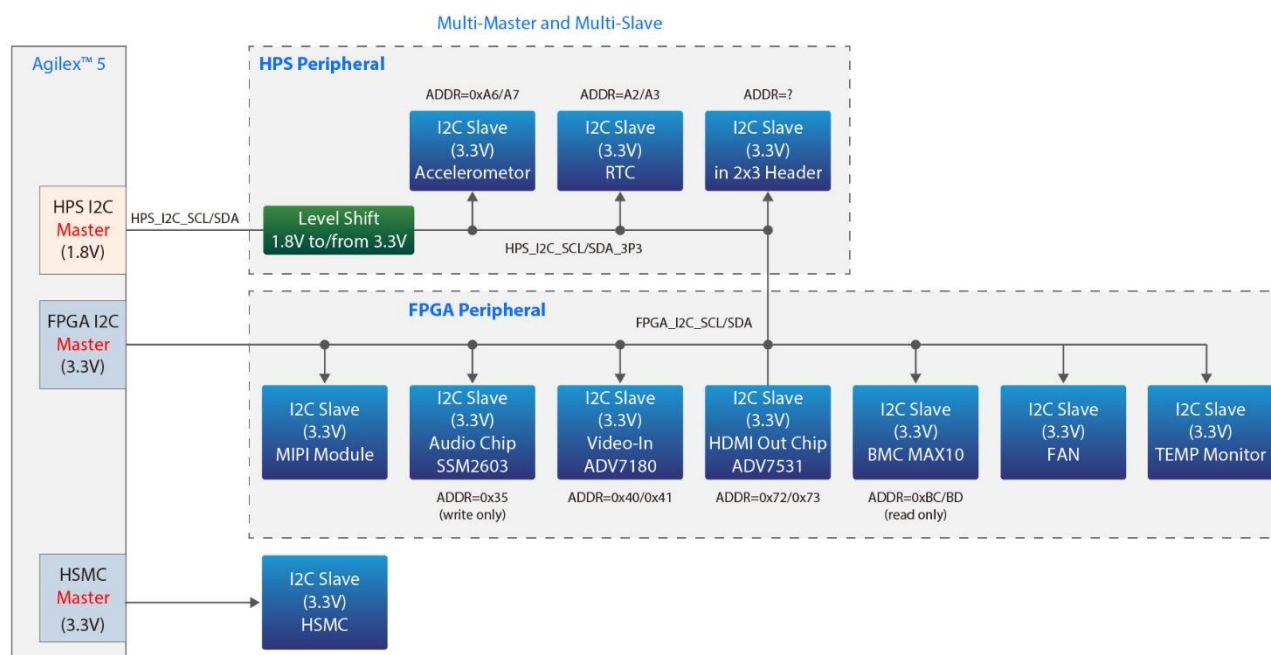 Multi-Master and Multi-Slave
Agilex™ 5
HPS Peripheral
ADDR=0xA6/A7
ADDR=A2/A3
ADDR=?
I2C Slave
(3.3V)
Accelerometor
I2C Slave
(3.3V)
RTC
I2C Slave
(3.3V)
in 2x3 Header
HPS I2C
Master
(1.8V)
HPS_I2C_SCL/SDA
Level Shift
1.8V to/from 3.3V
HPS_I2C_SCL/SDA_3P3
FPGA Peripheral
FPGA I2C
Master
(3.3V)
FPGA_I2C_SCL/SDA
I2C Slave
(3.3V)
MIPI Module
I2C Slave
(3.3V)
Audio Chip
SSM2603
I2C Slave
(3.3V)
Video-In
ADV7180
I2C Slave
(3.3V)
HDMI Out Chip
ADV7531
I2C Slave
(3.3V)
BMC MAX10
I2C Slave
(3.3V)
FAN
I2C Slave
(3.3V)
TEMP Monitor
ADDR=0x35
(write only)
ADDR=0x40/0x41
ADDR=0x72/0x73
ADDR=0xBC/BD
(read only)
HSMC
Master
(3.3V)
I2C Slave
(3.3V)
HSMC